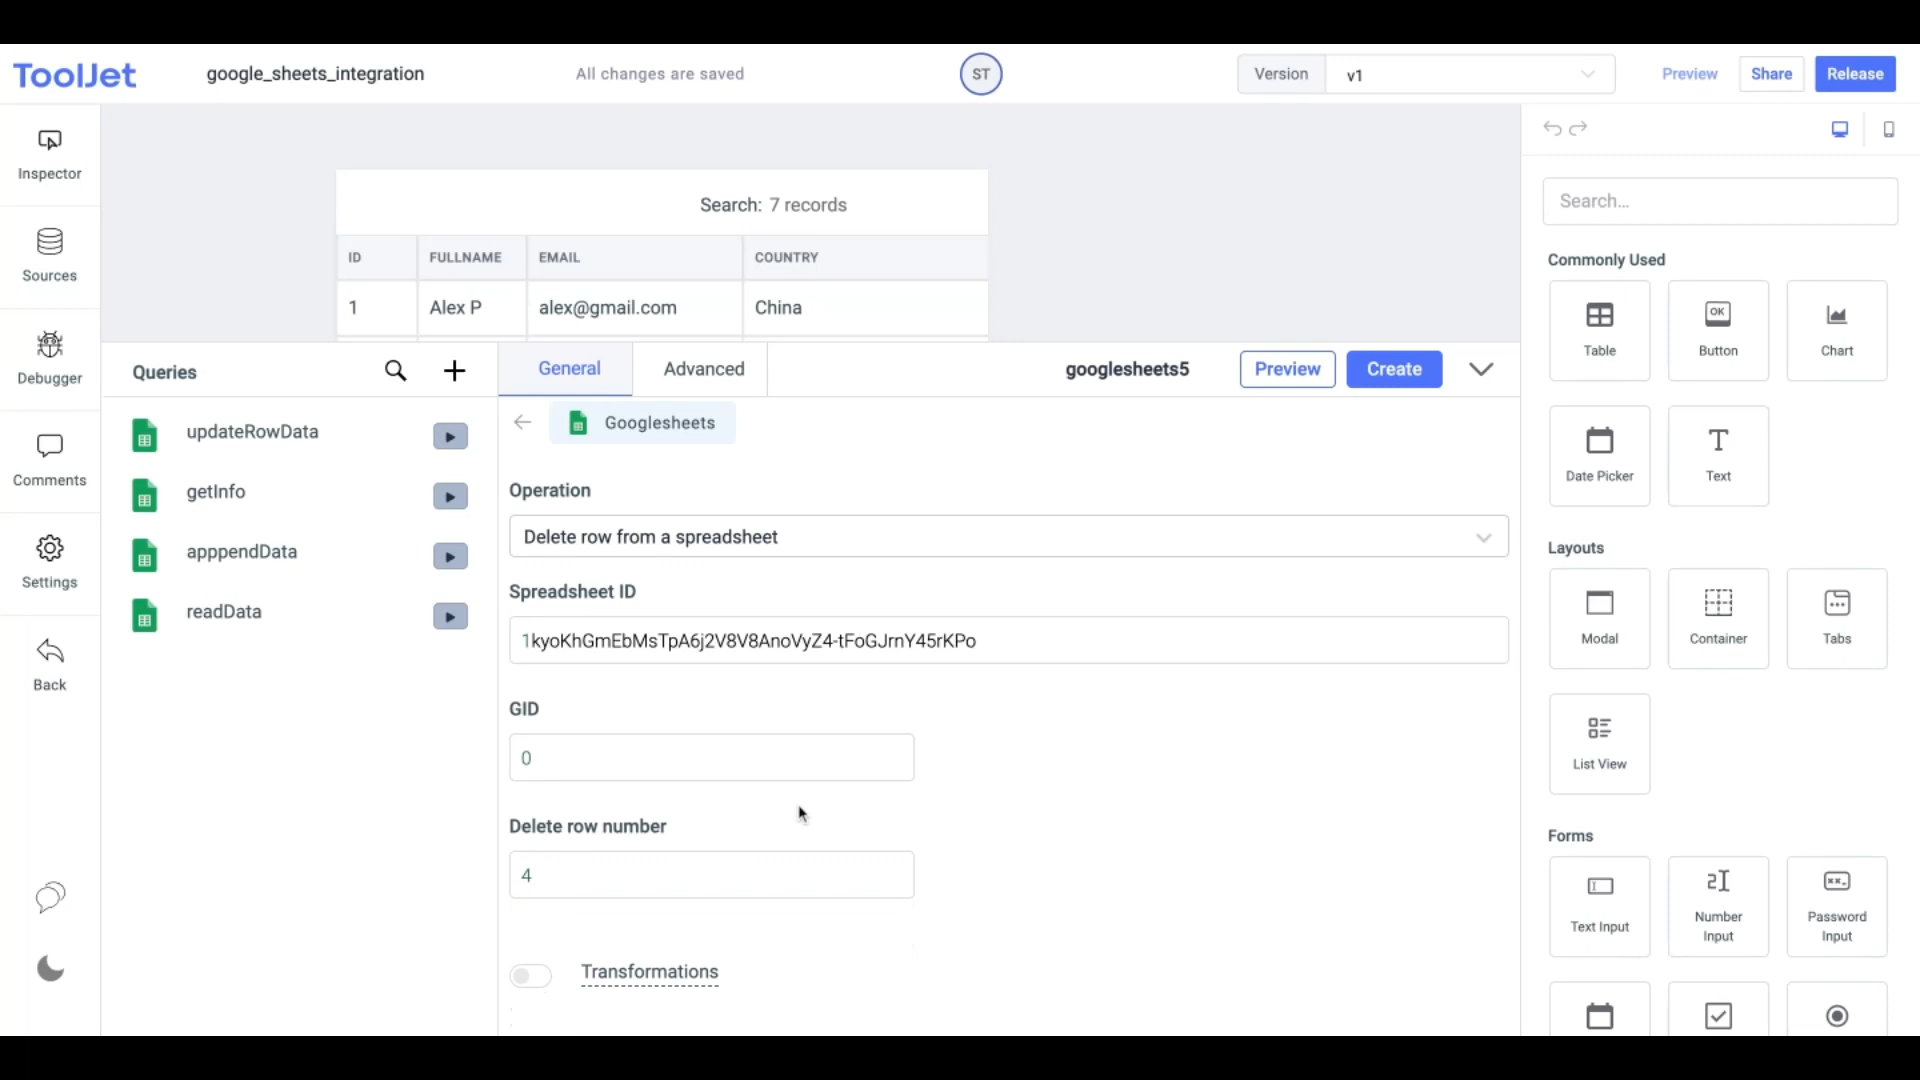 ToolJet
google_sheets_integration
All changes are saved
ST
Version
v1
Preview
Share
Release
Inspector
Sources
Debugger
Comments
Settings
Back
Search: 7 records
ID FULLNAME EMAIL COUNTRY
1 Alex P alex@gmail.com China
Queries
updateRowData
getInfo
apppendData
readData
General
Advanced
googlesheets5
Preview
Create
Googlesheets
Operation
Delete row from a spreadsheet
Spreadsheet ID
1kyoKhGmEbMsTpA6j2V8V8AnoVyZ4-tFoGJrnY45rKPo
GID
0
Delete row number
4
Transformations
Search...
Commonly Used
Table
OK
Button
Chart
Date Picker
Text
Layouts
Modal
Container
Tabs
List View
Forms
Text Input
Number
Input
Password
Input